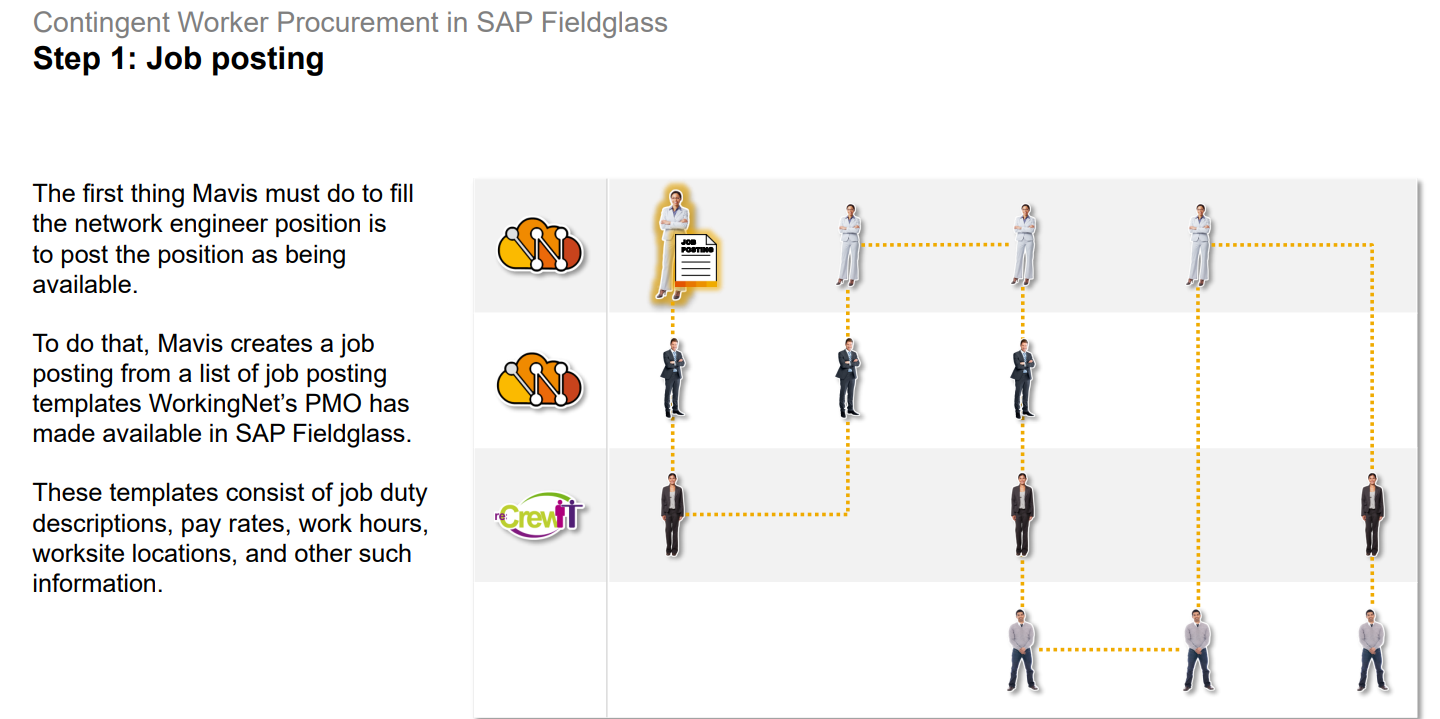 Contingent Worker Procurement in SAP Fieldglass
Step 1: Job posting
The first thing Mavis must do to fill
the network engineer position is
to post the position as being
available.
To do that, Mavis creates a job
posting from a list of job posting
templates WorkingNet’s PMO has
made available in SAP Fieldglass.
These templates consist of job duty
descriptions, pay rates, work hours,
worksite locations, and other such
information.
JOB
POSTING
W
W
re:CrewIT